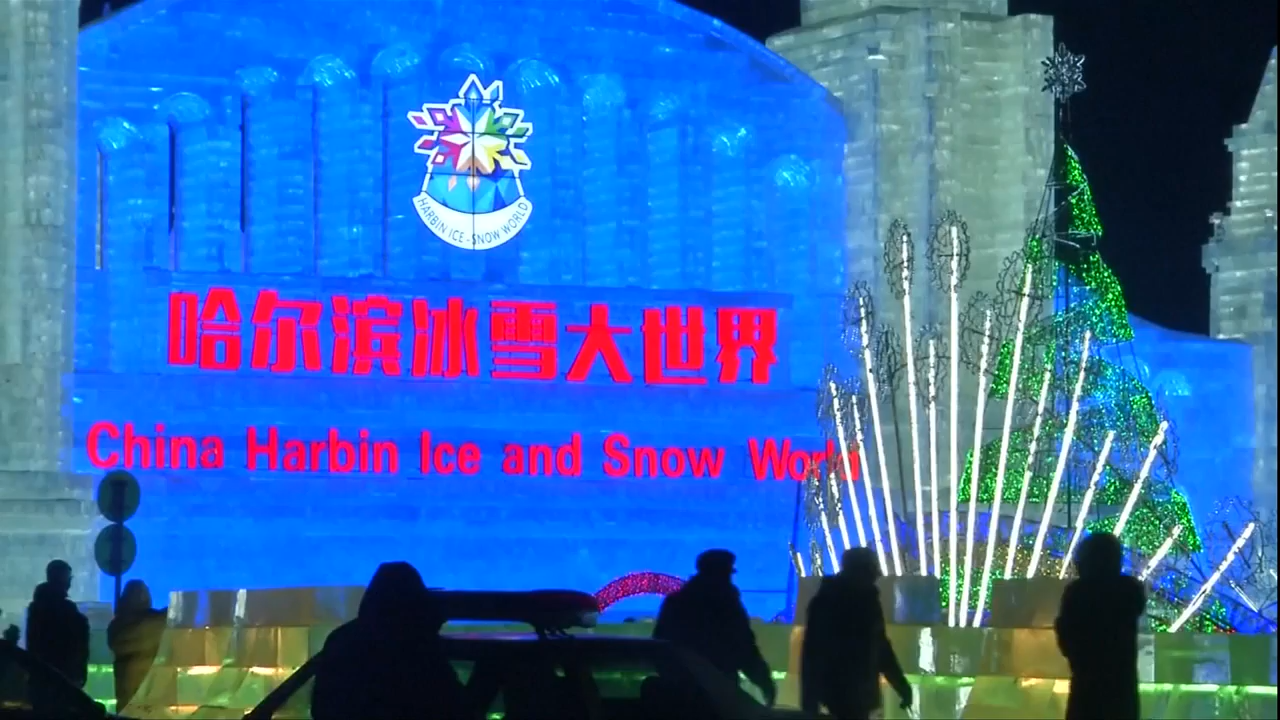 HARBIN ICE-SNOW WORLD
哈尔滨冰雪大世界
China Harbin Ice and Snow World